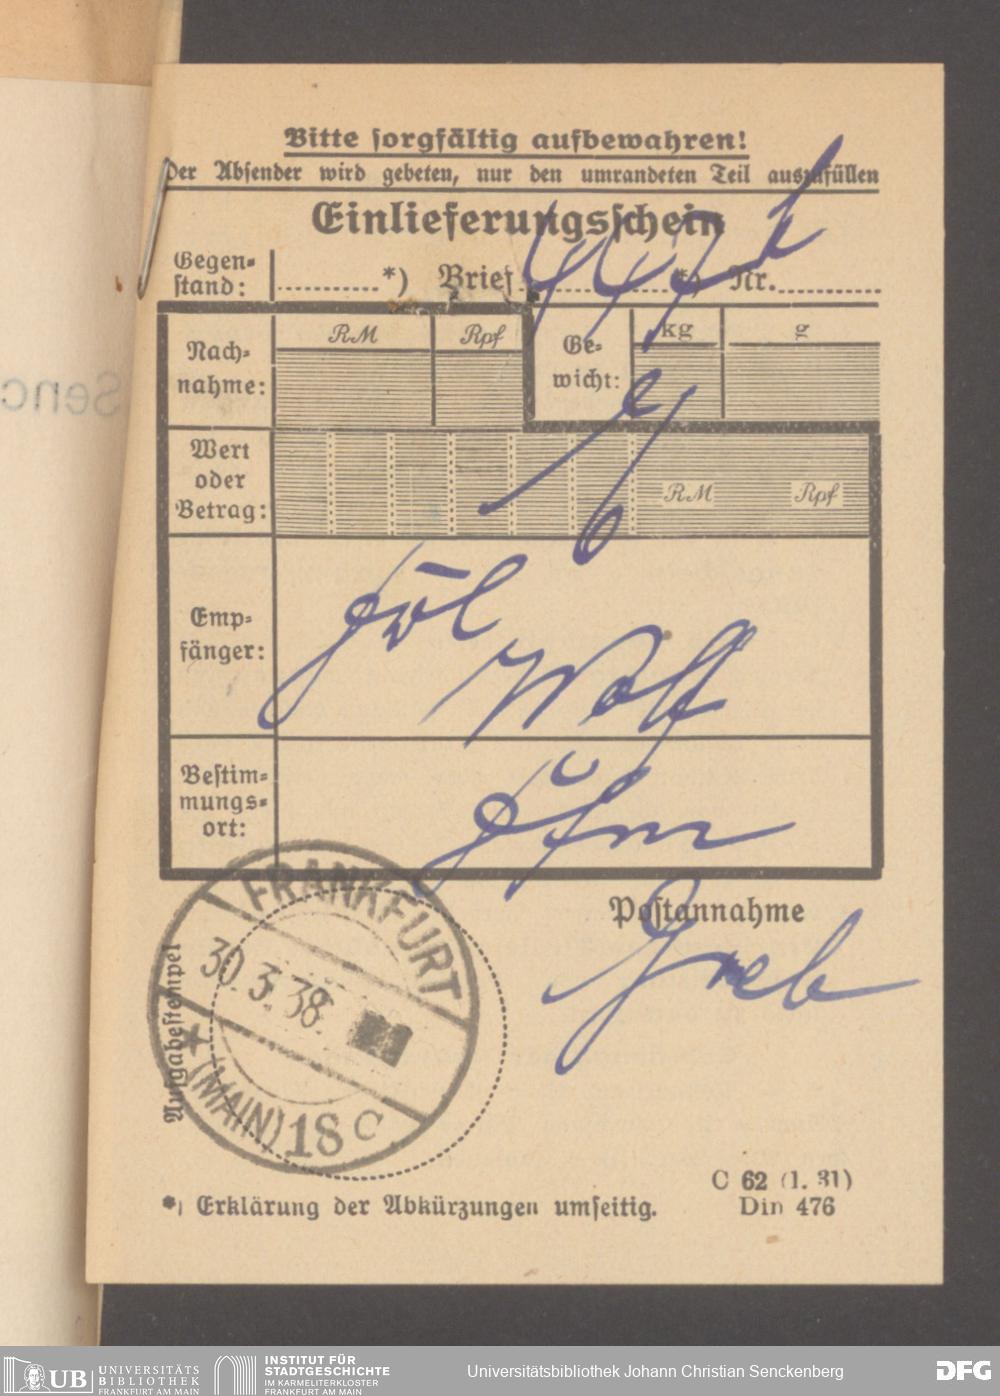 Bitte sorgfältig aufbewahren!
Der Absender wird gebeten, nur den umrandeten Teil auszufüllen
Einlieferungsschein
Gegen-
stand: ..........*) Brief ..........*) Nr. ..........
447
Nach-
nahme:
RM Rpf
Ge-
wicht:
kg g
Wert
oder
Betrag:
RM Rpf
Emp-
fänger:
Wolf
Bestim-
mungs-
ort:
Ffm
Postannahme
Greb
Aufgabestempel
FRANKFURT
30.3.38
* (MAIN) 18 c
*) Erklärung der Abkürzungen umseitig.
C 62 (1. 31)
Din 476
Senc
UB UNIVERSITÄTS
BIBLIOTHEK
FRANKFURT AM MAIN
INSTITUT FÜR
STADTGESCHICHTE
IM KARMELITERKLOSTER
FRANKFURT AM MAIN
Universitätsbibliothek Johann Christian Senckenberg
DFG